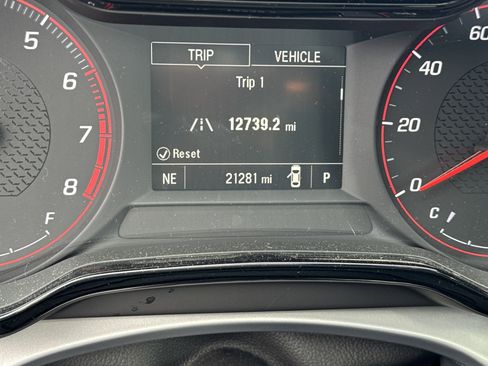 TRIP VEHICLE
Trip 1
12739.2 mi
Reset
NE 21281 mi P
5
6
7
8
F
60
40
20
0
C